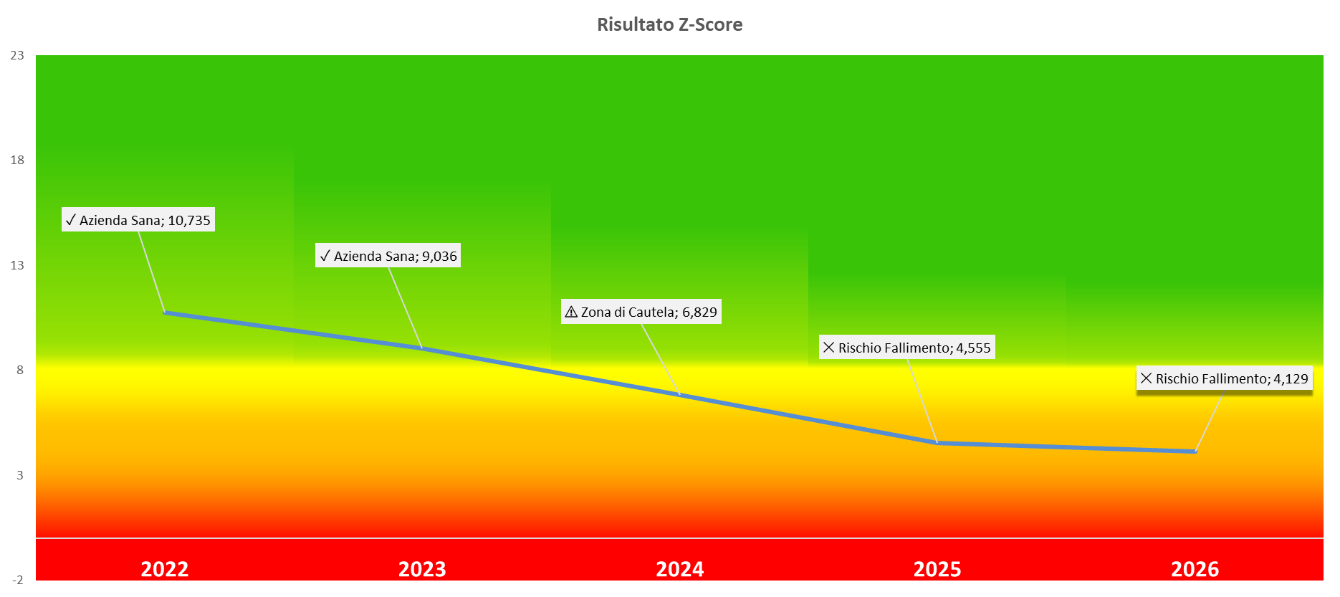 Risultato Z-Score
23
18
13
8
3
-2
✓ Azienda Sana; 10,735
✓ Azienda Sana; 9,036
⚠ Zona di Cautela; 6,829
✕ Rischio Fallimento; 4,555
✕ Rischio Fallimento; 4,129
2022
2023
2024
2025
2026